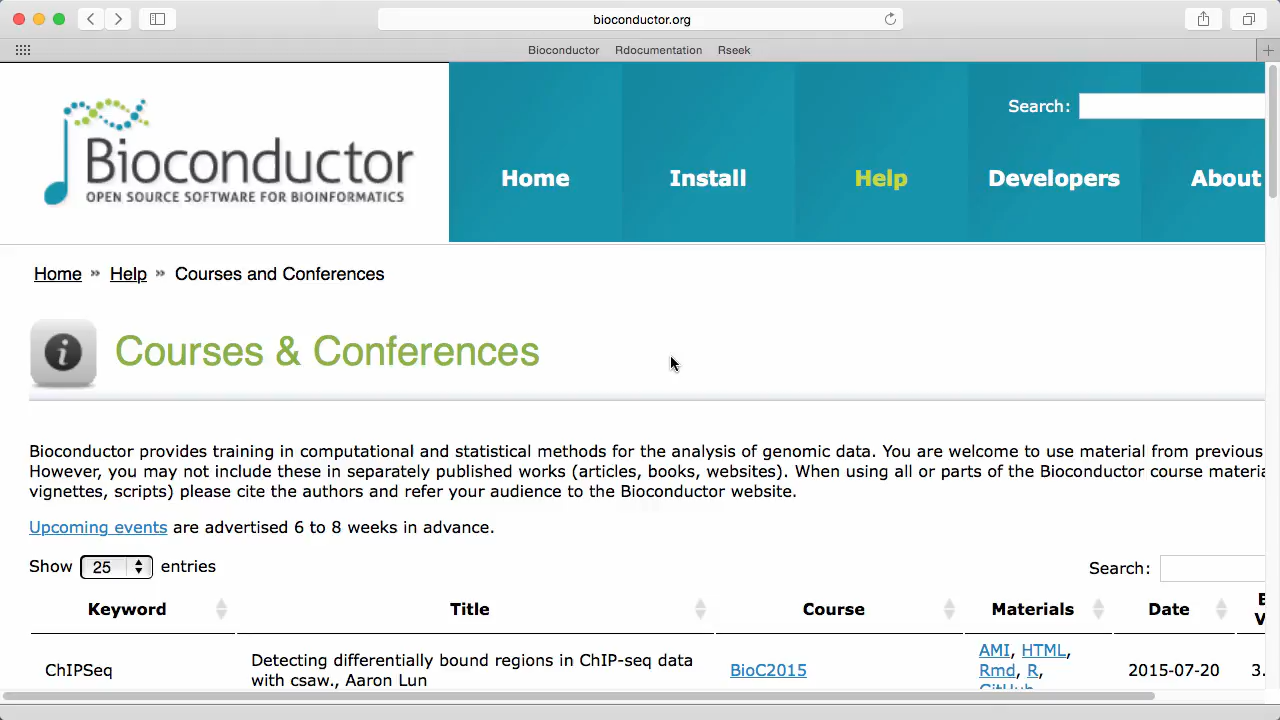 bioconductor.org
Bioconductor Rdocumentation Rseek
Bioconductor
OPEN SOURCE SOFTWARE FOR BIOINFORMATICS
Search:
Home Install Help Developers About
Home » Help » Courses and Conferences
Courses & Conferences
Bioconductor provides training in computational and statistical methods for the analysis of genomic data. You are welcome to use material from previous
However, you may not include these in separately published works (articles, books, websites). When using all or parts of the Bioconductor course
vignettes, scripts) please cite the authors and refer your audience to the Bioconductor website.
Upcoming events are advertised 6 to 8 weeks in advance.
Show 25 entries
Search:
Keyword Title Course Materials Date
ChIPSeq
Detecting differentially bound regions in ChIP-seq data
with csaw., Aaron Lun
BioC2015
AMI, HTML,
Rmd, R,
GitHub
2015-07-20
3.